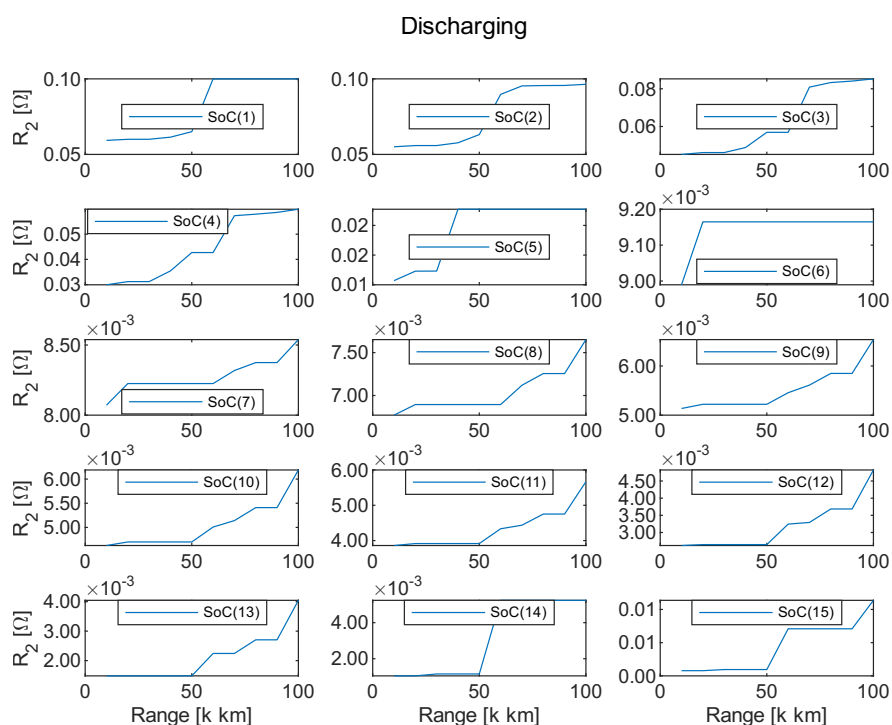 Discharging
0.10
0.05
R2 [Ω]
SoC(1)
0 50 100
0.10
0.05
SoC(2)
0 50 100
0.08
0.06
SoC(3)
0 50 100
0.05
0.04
0.03
R2 [Ω]
SoC(4)
0 50 100
0.02
0.02
0.01
SoC(5)
0 50 100
×10-3
9.20
9.10
9.00
SoC(6)
0 50 100
×10-3
8.50
8.00
R2 [Ω]
SoC(7)
0 50 100
×10-3
7.50
7.00
SoC(8)
0 50 100
×10-3
6.00
5.00
SoC(9)
0 50 100
×10-3
6.00
5.50
5.00
R2 [Ω]
SoC(10)
0 50 100
×10-3
6.00
5.00
4.00
SoC(11)
0 50 100
×10-3
4.50
4.00
3.50
3.00
SoC(12)
0 50 100
×10-3
4.00
3.00
2.00
R2 [Ω]
SoC(13)
0 50 100
Range [k km]
×10-3
4.00
2.00
SoC(14)
0 50 100
Range [k km]
0.01
0.01
0.00
SoC(15)
0 50 100
Range [k km]